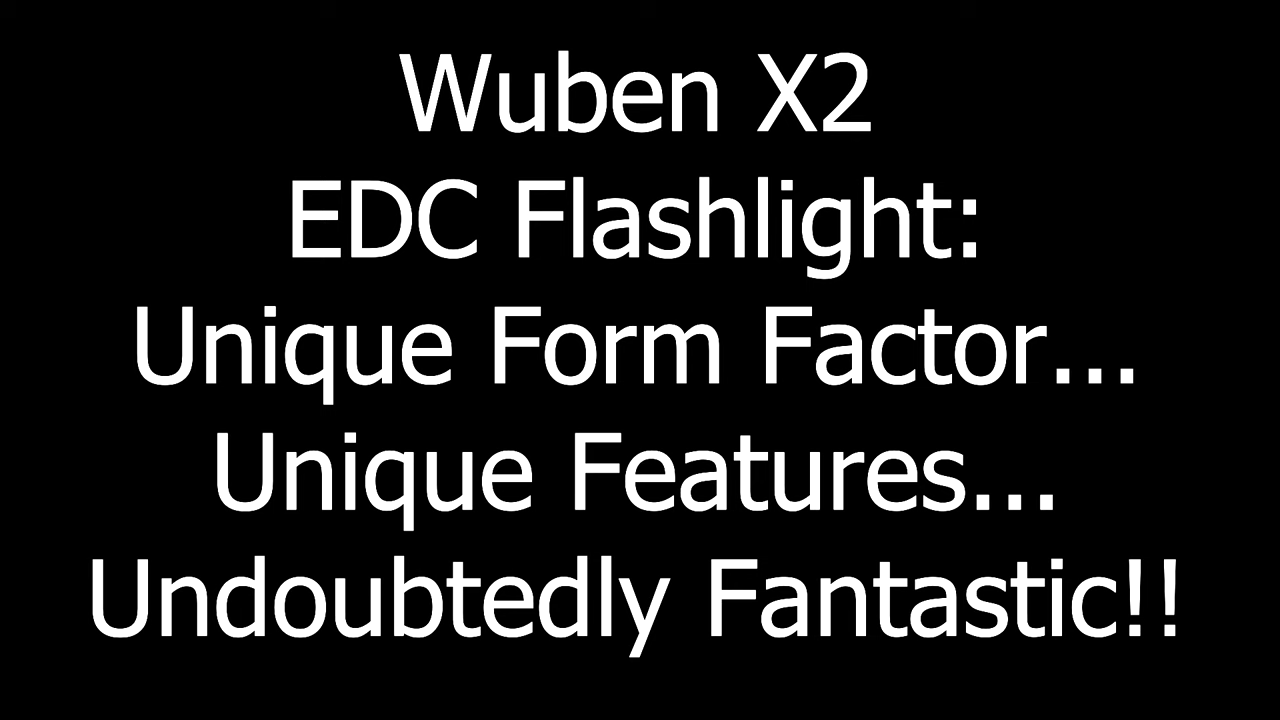 Wuben X2
EDC Flashlight:
Unique Form Factor...
Unique Features...
Undoubtedly Fantastic!!